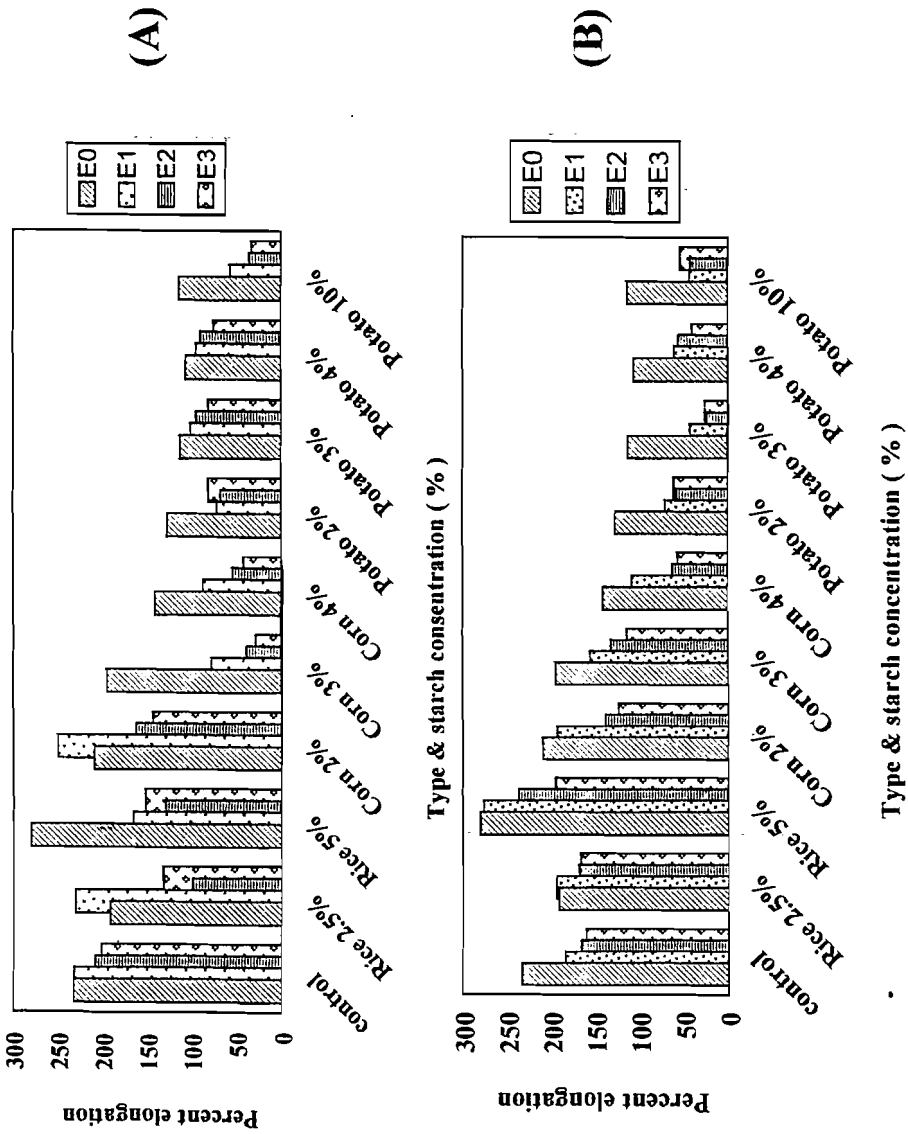 (A)
Percent elongation
300
250
200
150
100
50
0
control
Rice 2.5%
Rice 5%
Corn 2%
Corn 3%
Corn 4%
Potato 2%
Potato 3%
Potato 4%
Potato 10%
Type & starch consentration ( % )
E0
E1
E2
E3
(B)
Percent elongation
300
250
200
150
100
50
0
control
Rice 2.5%
Rice 5%
Corn 2%
Corn 3%
Corn 4%
Potato 2%
Potato 3%
Potato 4%
Potato 10%
Type & starch concentration ( % )
E0
E1
E2
E3